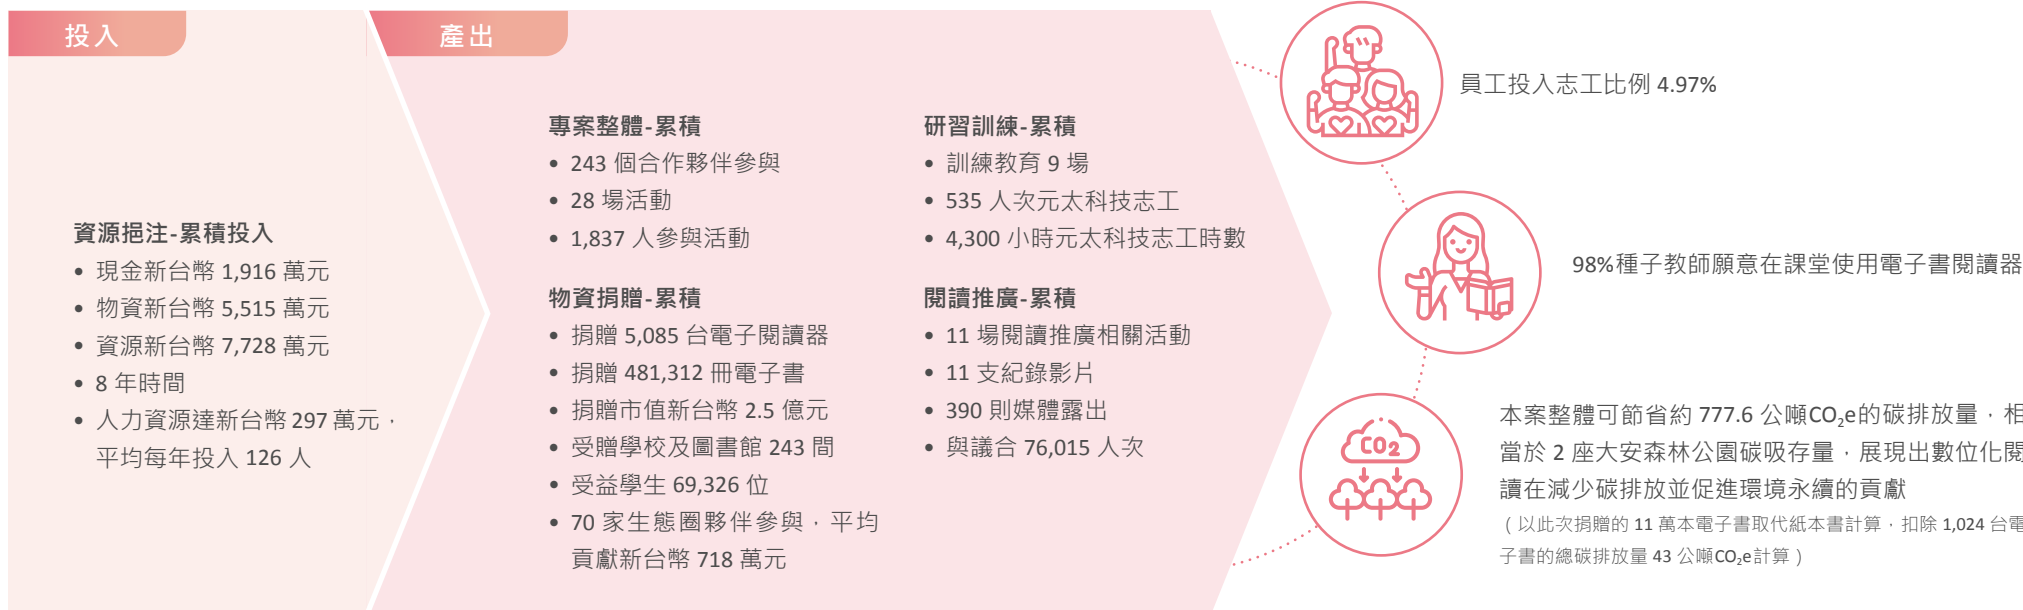 投入
資源挹注-累積投入
• 現金新台幣 1,916 萬元
• 物資新台幣 5,515 萬元
• 資源新台幣 7,728 萬元
• 8 年時間
• 人力資源達新台幣 297 萬元，
平均每年投入 126 人
產出
專案整體-累積
• 243 個合作夥伴參與
• 28 場活動
• 1,837 人參與活動
物資捐贈-累積
• 捐贈 5,085 台電子閱讀器
• 捐贈 481,312 冊電子書
• 捐贈市值新台幣 2.5 億元
• 受贈學校及圖書館 243 間
• 受益學生 69,326 位
• 70 家生態圈夥伴參與，平均
貢獻新台幣 718 萬元
研習訓練-累積
• 訓練教育 9 場
• 535 人次元太科技志工
• 4,300 小時元太科技志工時數
閱讀推廣-累積
• 11 場閱讀推廣相關活動
• 11 支紀錄影片
• 390 則媒體露出
• 與議合 76,015 人次
員工投入志工比例 4.97%
98%種子教師願意在課堂使用電子書閱讀器
CO2
本案整體可節省約 777.6 公噸CO₂e的碳排放量，相
當於 2 座大安森林公園碳吸存量，展現出數位化閱
讀在減少碳排放並促進環境永續的貢獻
（以此次捐贈的 11 萬本電子書取代紙本書計算，扣除 1,024 台電
子書的總碳排放量 43 公噸CO₂e計算）